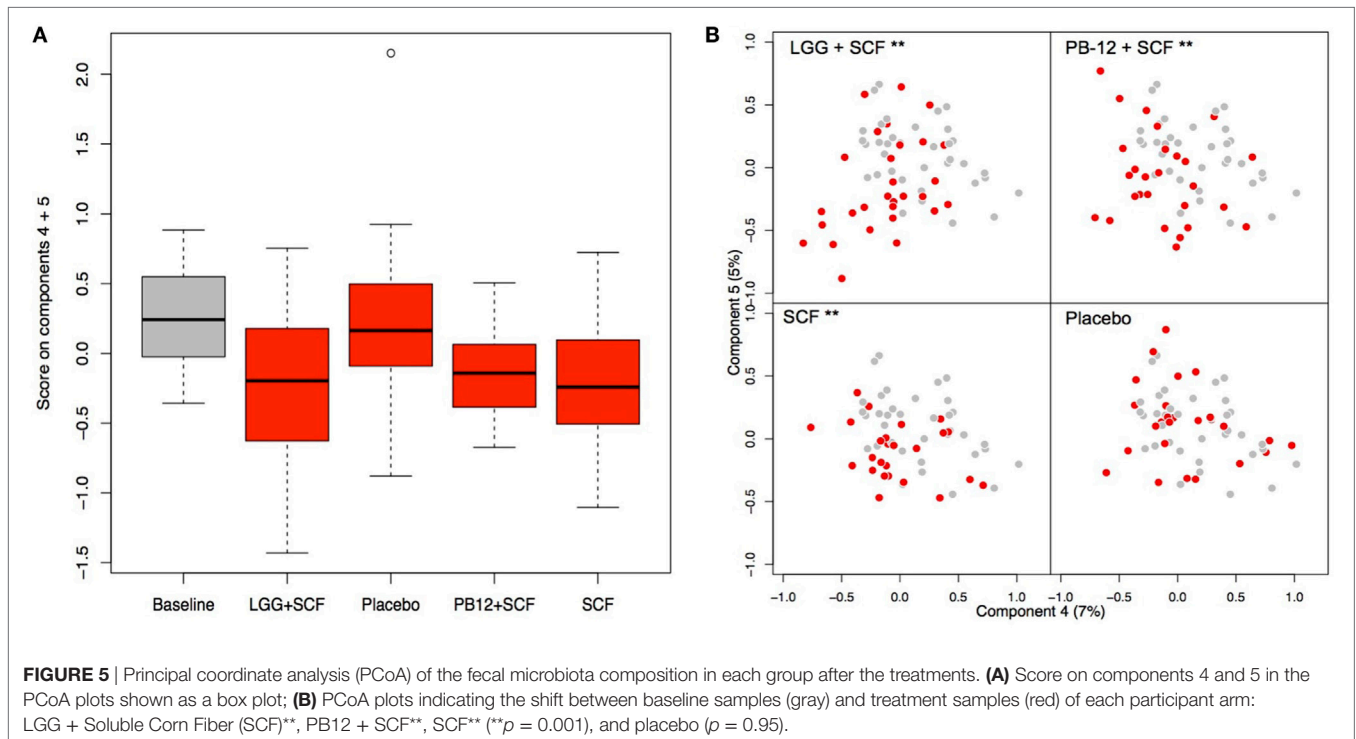 A
Score on components 4 + 5
2.0
1.5
1.0
0.5
0.0
−0.5
−1.0
−1.5
Baseline
LGG+SCF
Placebo
PB12+SCF
SCF
B
LGG + SCF **
PB-12 + SCF **
SCF **
Placebo
Component 5 (5%)
1.0
0.5
0.0
−0.5
−1.0
1.0
0.5
0.0
−0.5
−1.0
−1.0
−0.5
0.0
0.5
1.0
−1.0
−0.5
0.0
0.5
1.0
Component 4 (7%)
FIGURE 5 | Principal coordinate analysis (PCoA) of the fecal microbiota composition in each group after the treatments. (A) Score on components 4 and 5 in the
PCoA plots shown as a box plot; (B) PCoA plots indicating the shift between baseline samples (gray) and treatment samples (red) of each participant arm:
LGG + Soluble Corn Fiber (SCF)**, PB12 + SCF**, SCF** (**p = 0.001), and placebo (p = 0.95).